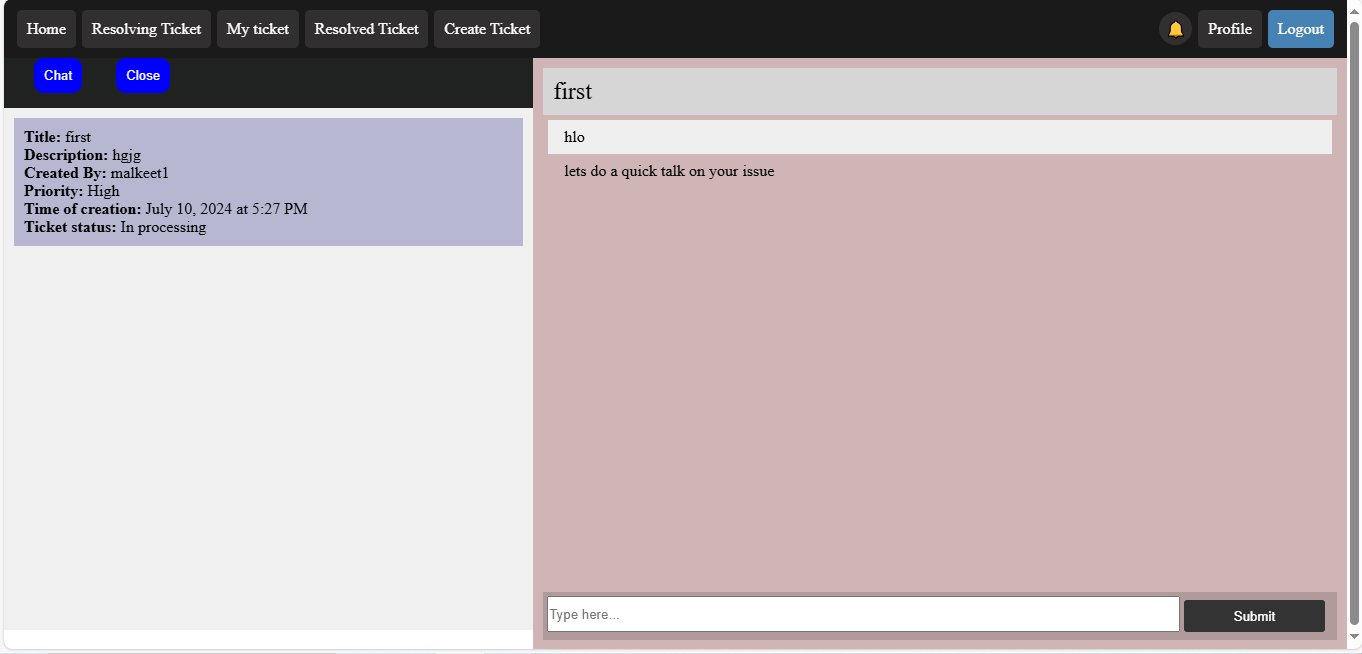 Home Resolving Ticket My ticket Resolved Ticket Create Ticket Profile Logout
Chat Close
Title: first
Description: hgjg
Created By: malkeet1
Priority: High
Time of creation: July 10, 2024 at 5:27 PM
Ticket status: In processing
first
hlo
lets do a quick talk on your issue
Type here...
Submit